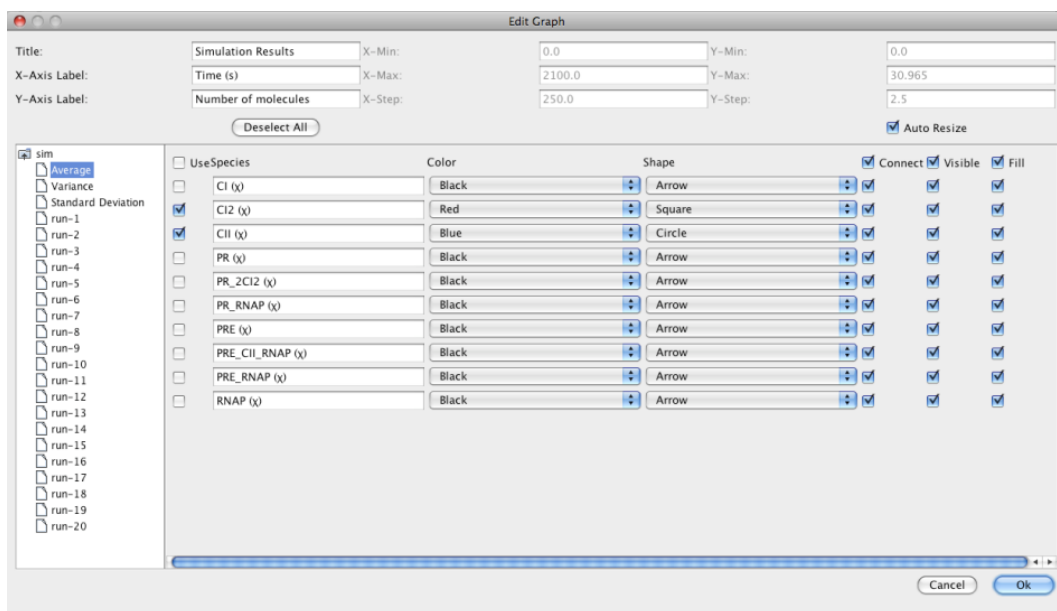 Edit Graph
Title: Simulation Results X-Min: 0.0 Y-Min: 0.0
X-Axis Label: Time (s) X-Max: 2100.0 Y-Max: 30.965
Y-Axis Label: Number of molecules X-Step: 250.0 Y-Step: 2.5
Deselect All Auto Resize
sim
Average
Variance
Standard Deviation
run-1
run-2
run-3
run-4
run-5
run-6
run-7
run-8
run-9
run-10
run-11
run-12
run-13
run-14
run-15
run-16
run-17
run-18
run-19
run-20
Use Species Color Shape Connect Visible Fill
CI (χ) Black Arrow
CI2 (χ) Red Square
CII (χ) Blue Circle
PR (χ) Black Arrow
PR_2CI2 (χ) Black Arrow
PR_RNAP (χ) Black Arrow
PRE (χ) Black Arrow
PRE_CII_RNAP (χ) Black Arrow
PRE_RNAP (χ) Black Arrow
RNAP (χ) Black Arrow
Cancel Ok